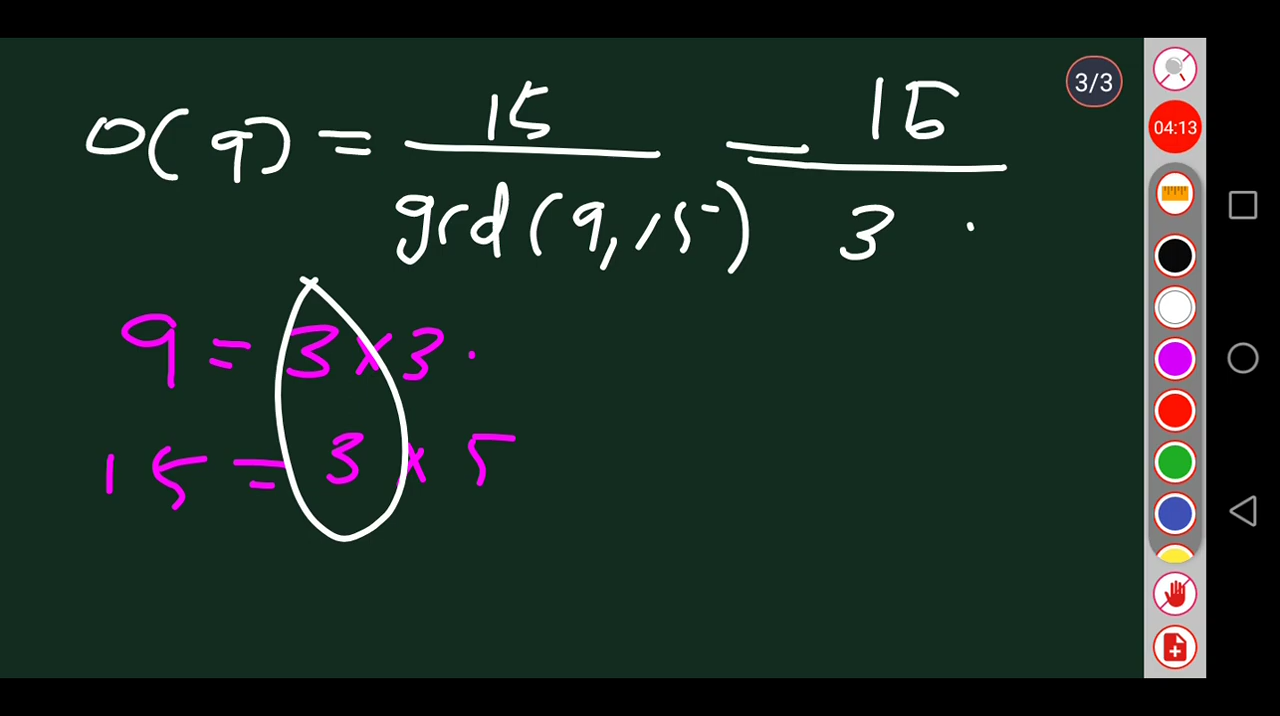 3/3
O(9) = 15 / gcd(9, 15) = 15 / 3 .
04:13
9 = 3 x 3 .
15 = 3 x 5